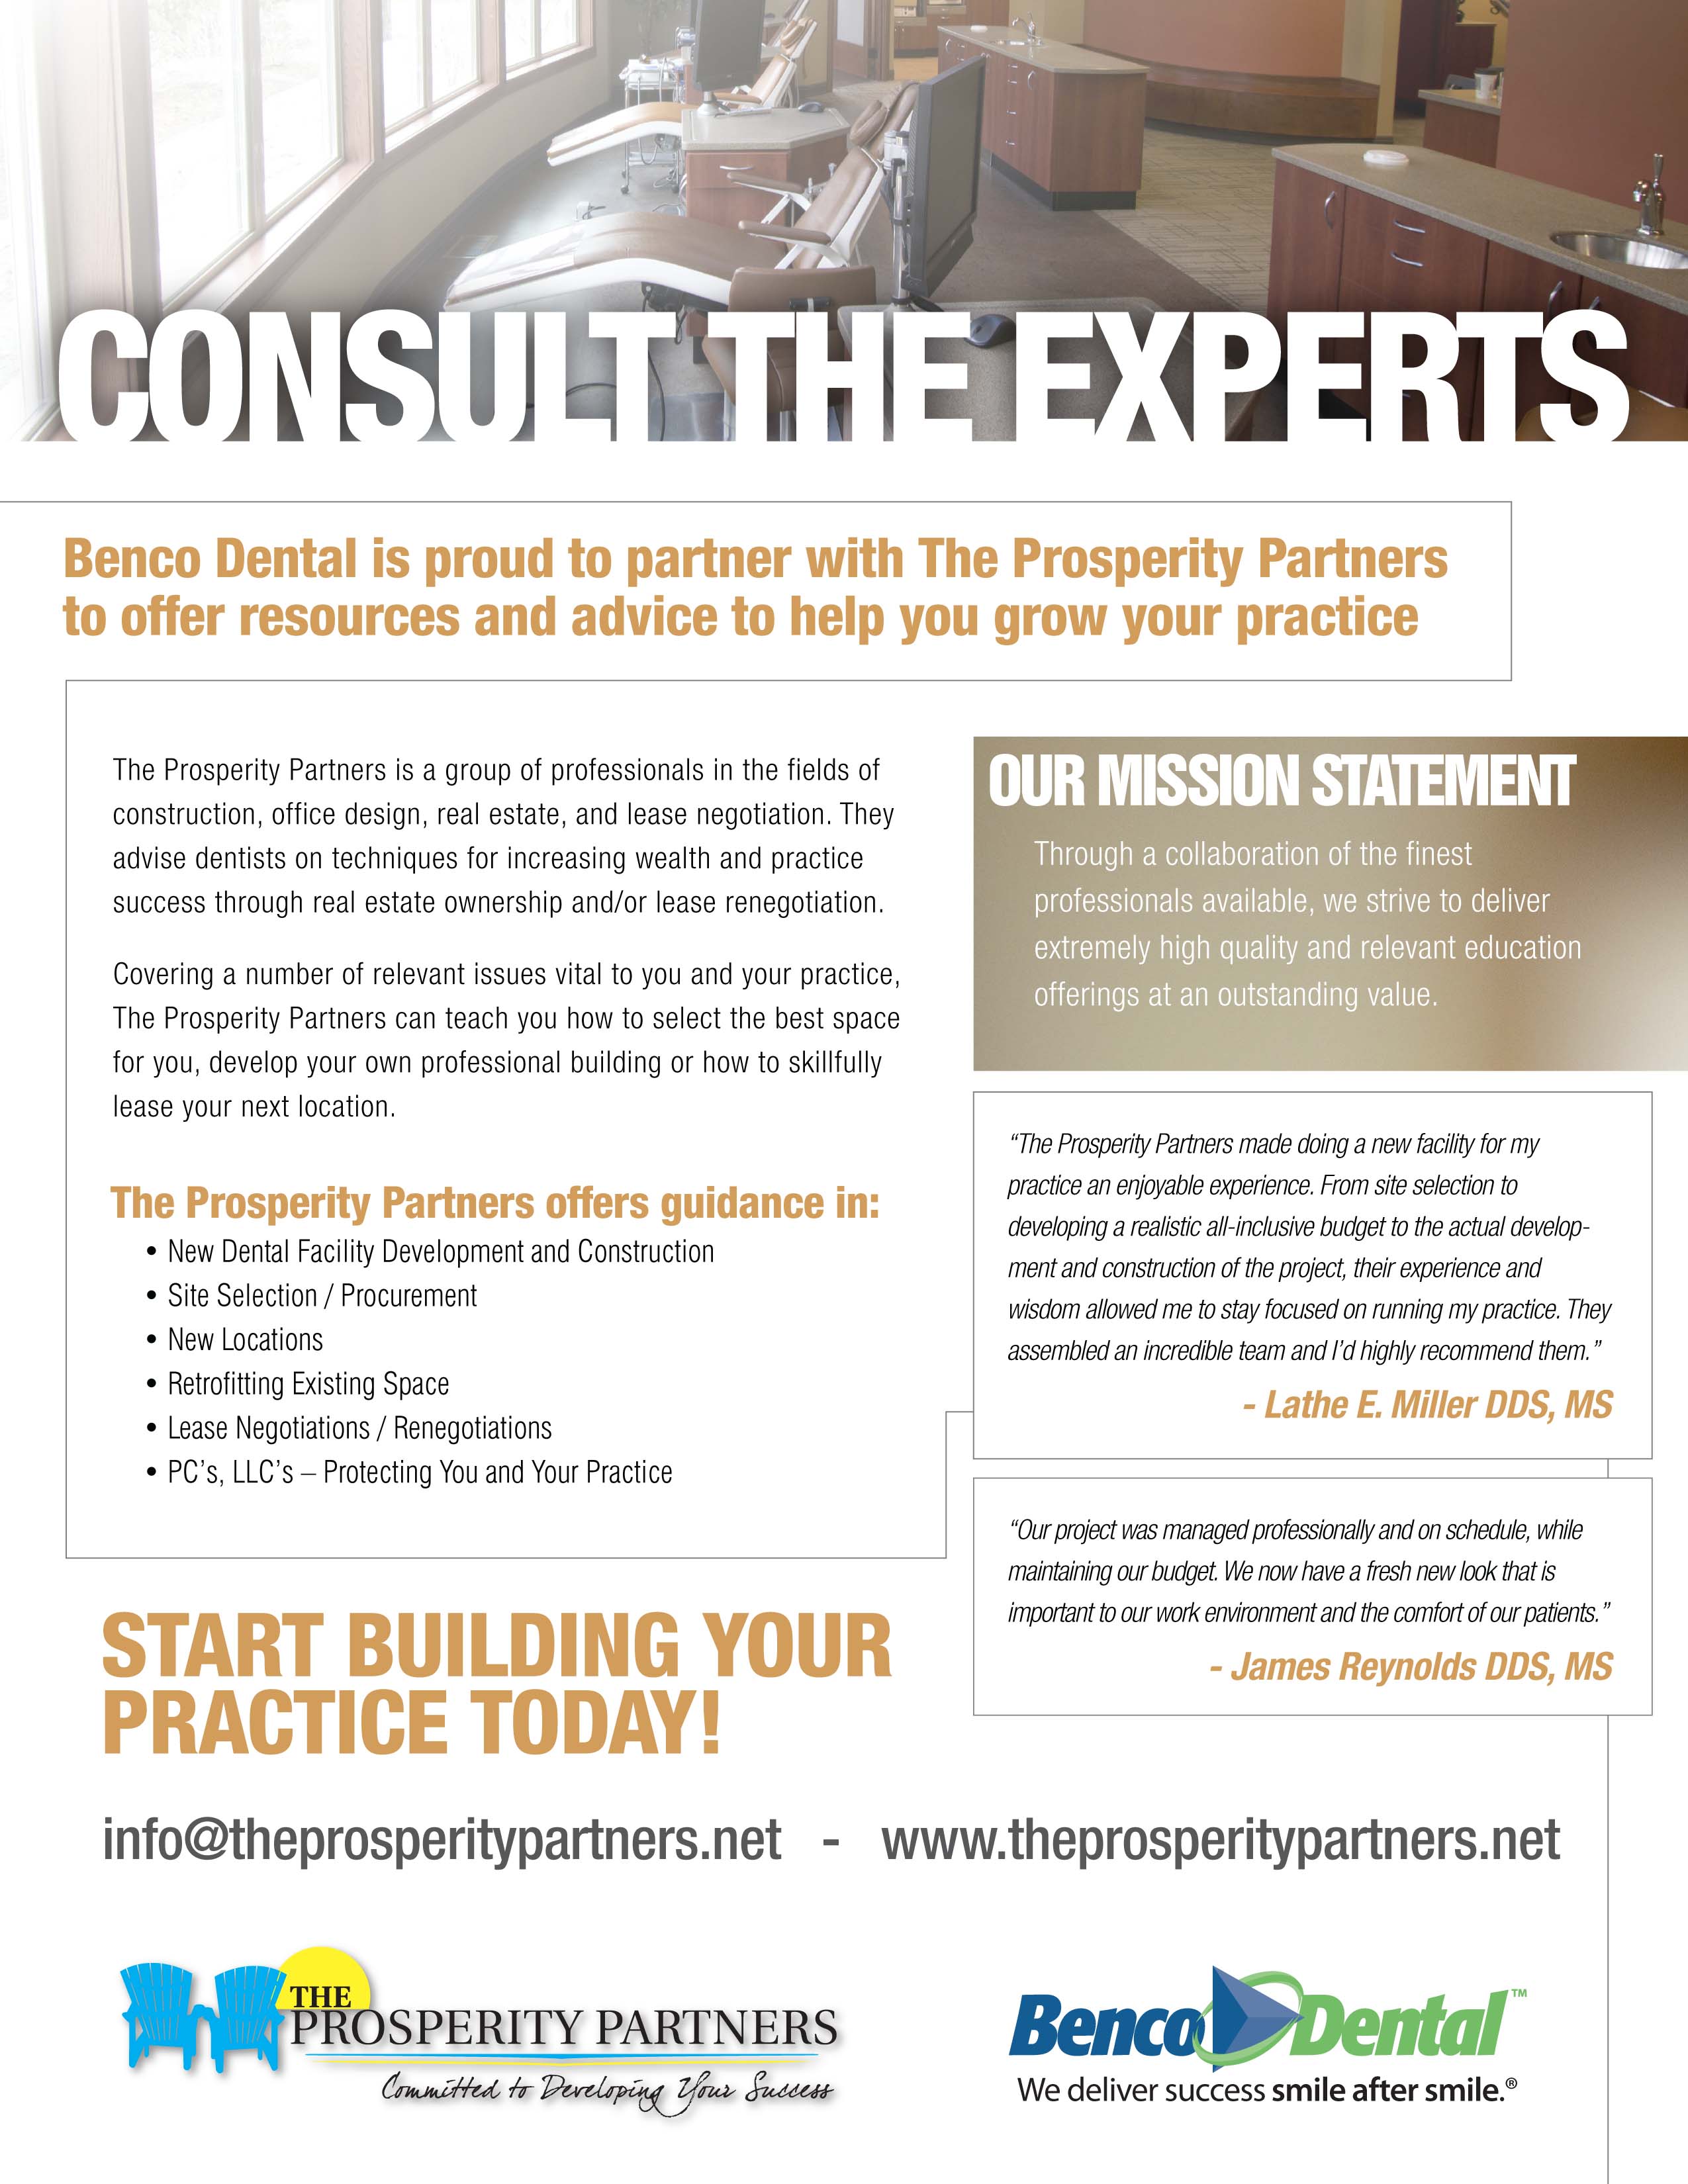 CONSULT THE EXPERTS
Benco Dental is proud to partner with The Prosperity Partners
to offer resources and advice to help you grow your practice
The Prosperity Partners is a group of professionals in the fields of
construction, office design, real estate, and lease negotiation. They
advise dentists on techniques for increasing wealth and practice
success through real estate ownership and/or lease renegotiation.
Covering a number of relevant issues vital to you and your practice,
The Prosperity Partners can teach you how to select the best space
for you, develop your own professional building or how to skillfully
lease your next location.
The Prosperity Partners offers guidance in:
• New Dental Facility Development and Construction
• Site Selection / Procurement
• New Locations
• Retrofitting Existing Space
• Lease Negotiations / Renegotiations
• PC's, LLC's – Protecting You and Your Practice
OUR MISSION STATEMENT
Through a collaboration of the finest
professionals available, we strive to deliver
extremely high quality and relevant education
offerings at an outstanding value.
“The Prosperity Partners made doing a new facility for my
practice an enjoyable experience. From site selection to
developing a realistic all-inclusive budget to the actual develop-
ment and construction of the project, their experience and
wisdom allowed me to stay focused on running my practice. They
assembled an incredible team and I'd highly recommend them.”
- Lathe E. Miller DDS, MS
“Our project was managed professionally and on schedule, while
maintaining our budget. We now have a fresh new look that is
important to our work environment and the comfort of our patients.”
- James Reynolds DDS, MS
START BUILDING YOUR
PRACTICE TODAY!
info@theprosperitypartners.net - www.theprosperitypartners.net
THE
PROSPERITY PARTNERS
Committed to Developing Your Success
Benco Dental™
We deliver success smile after smile.®